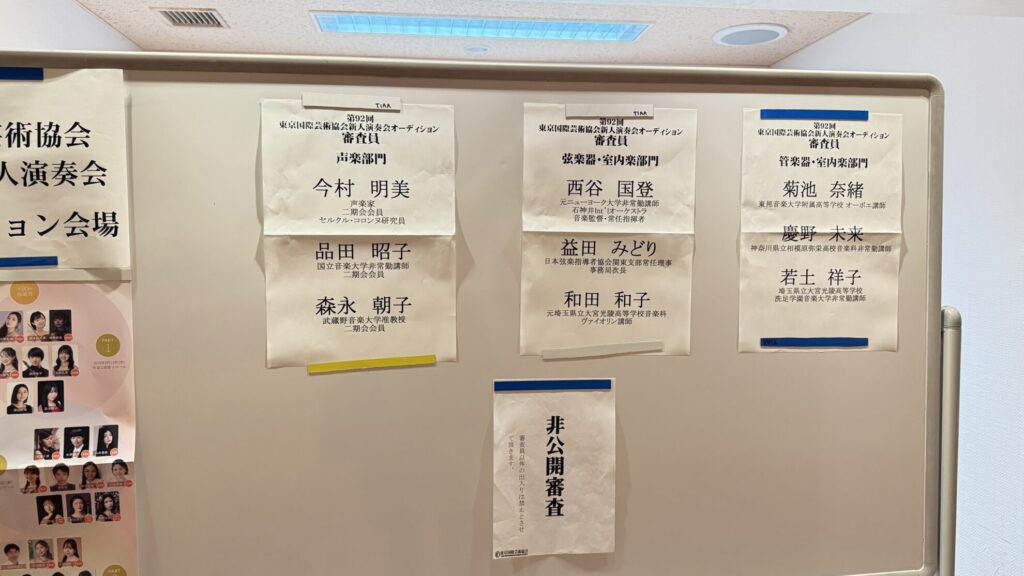 術協会
人演奏会
ョン会場
PART
1
TIAA
第92回
東京国際芸術協会新人演奏会オーディション
審査員
声楽部門
今村 明美
声楽家
二期会会員
セルクル・コロンヌ研究員
品田 昭子
国立音楽大学非常勤講師
二期会会員
森永 朝子
武蔵野音楽大学准教授
二期会会員
TIAA
第92回
東京国際芸術協会新人演奏会オーディション
審査員
弦楽器・室内楽部門
西谷 国登
元ニューヨーク大学非常勤講師
石神井Int'lオーケストラ
音楽監督・常任指揮者
益田 みどり
日本弦楽指導者協会関東支部常任理事
事務局次長
和田 和子
元埼玉県立大宮光陵高等学校音楽科
ヴァイオリン講師
第92回
東京国際芸術協会新人演奏会オーディション
審査員
管楽器・室内楽部門
菊池 奈緒
東邦音楽大学附属高等学校 オーボエ講師
慶野 未来
神奈川県立相模原弥栄高校音楽科非常勤講師
若土 祥子
埼玉県立大宮光陵高等学校
洗足学園音楽大学非常勤講師
非公開審査
審査員以外の出入りは禁止とさせ
て頂きます。
東京国際芸術協会